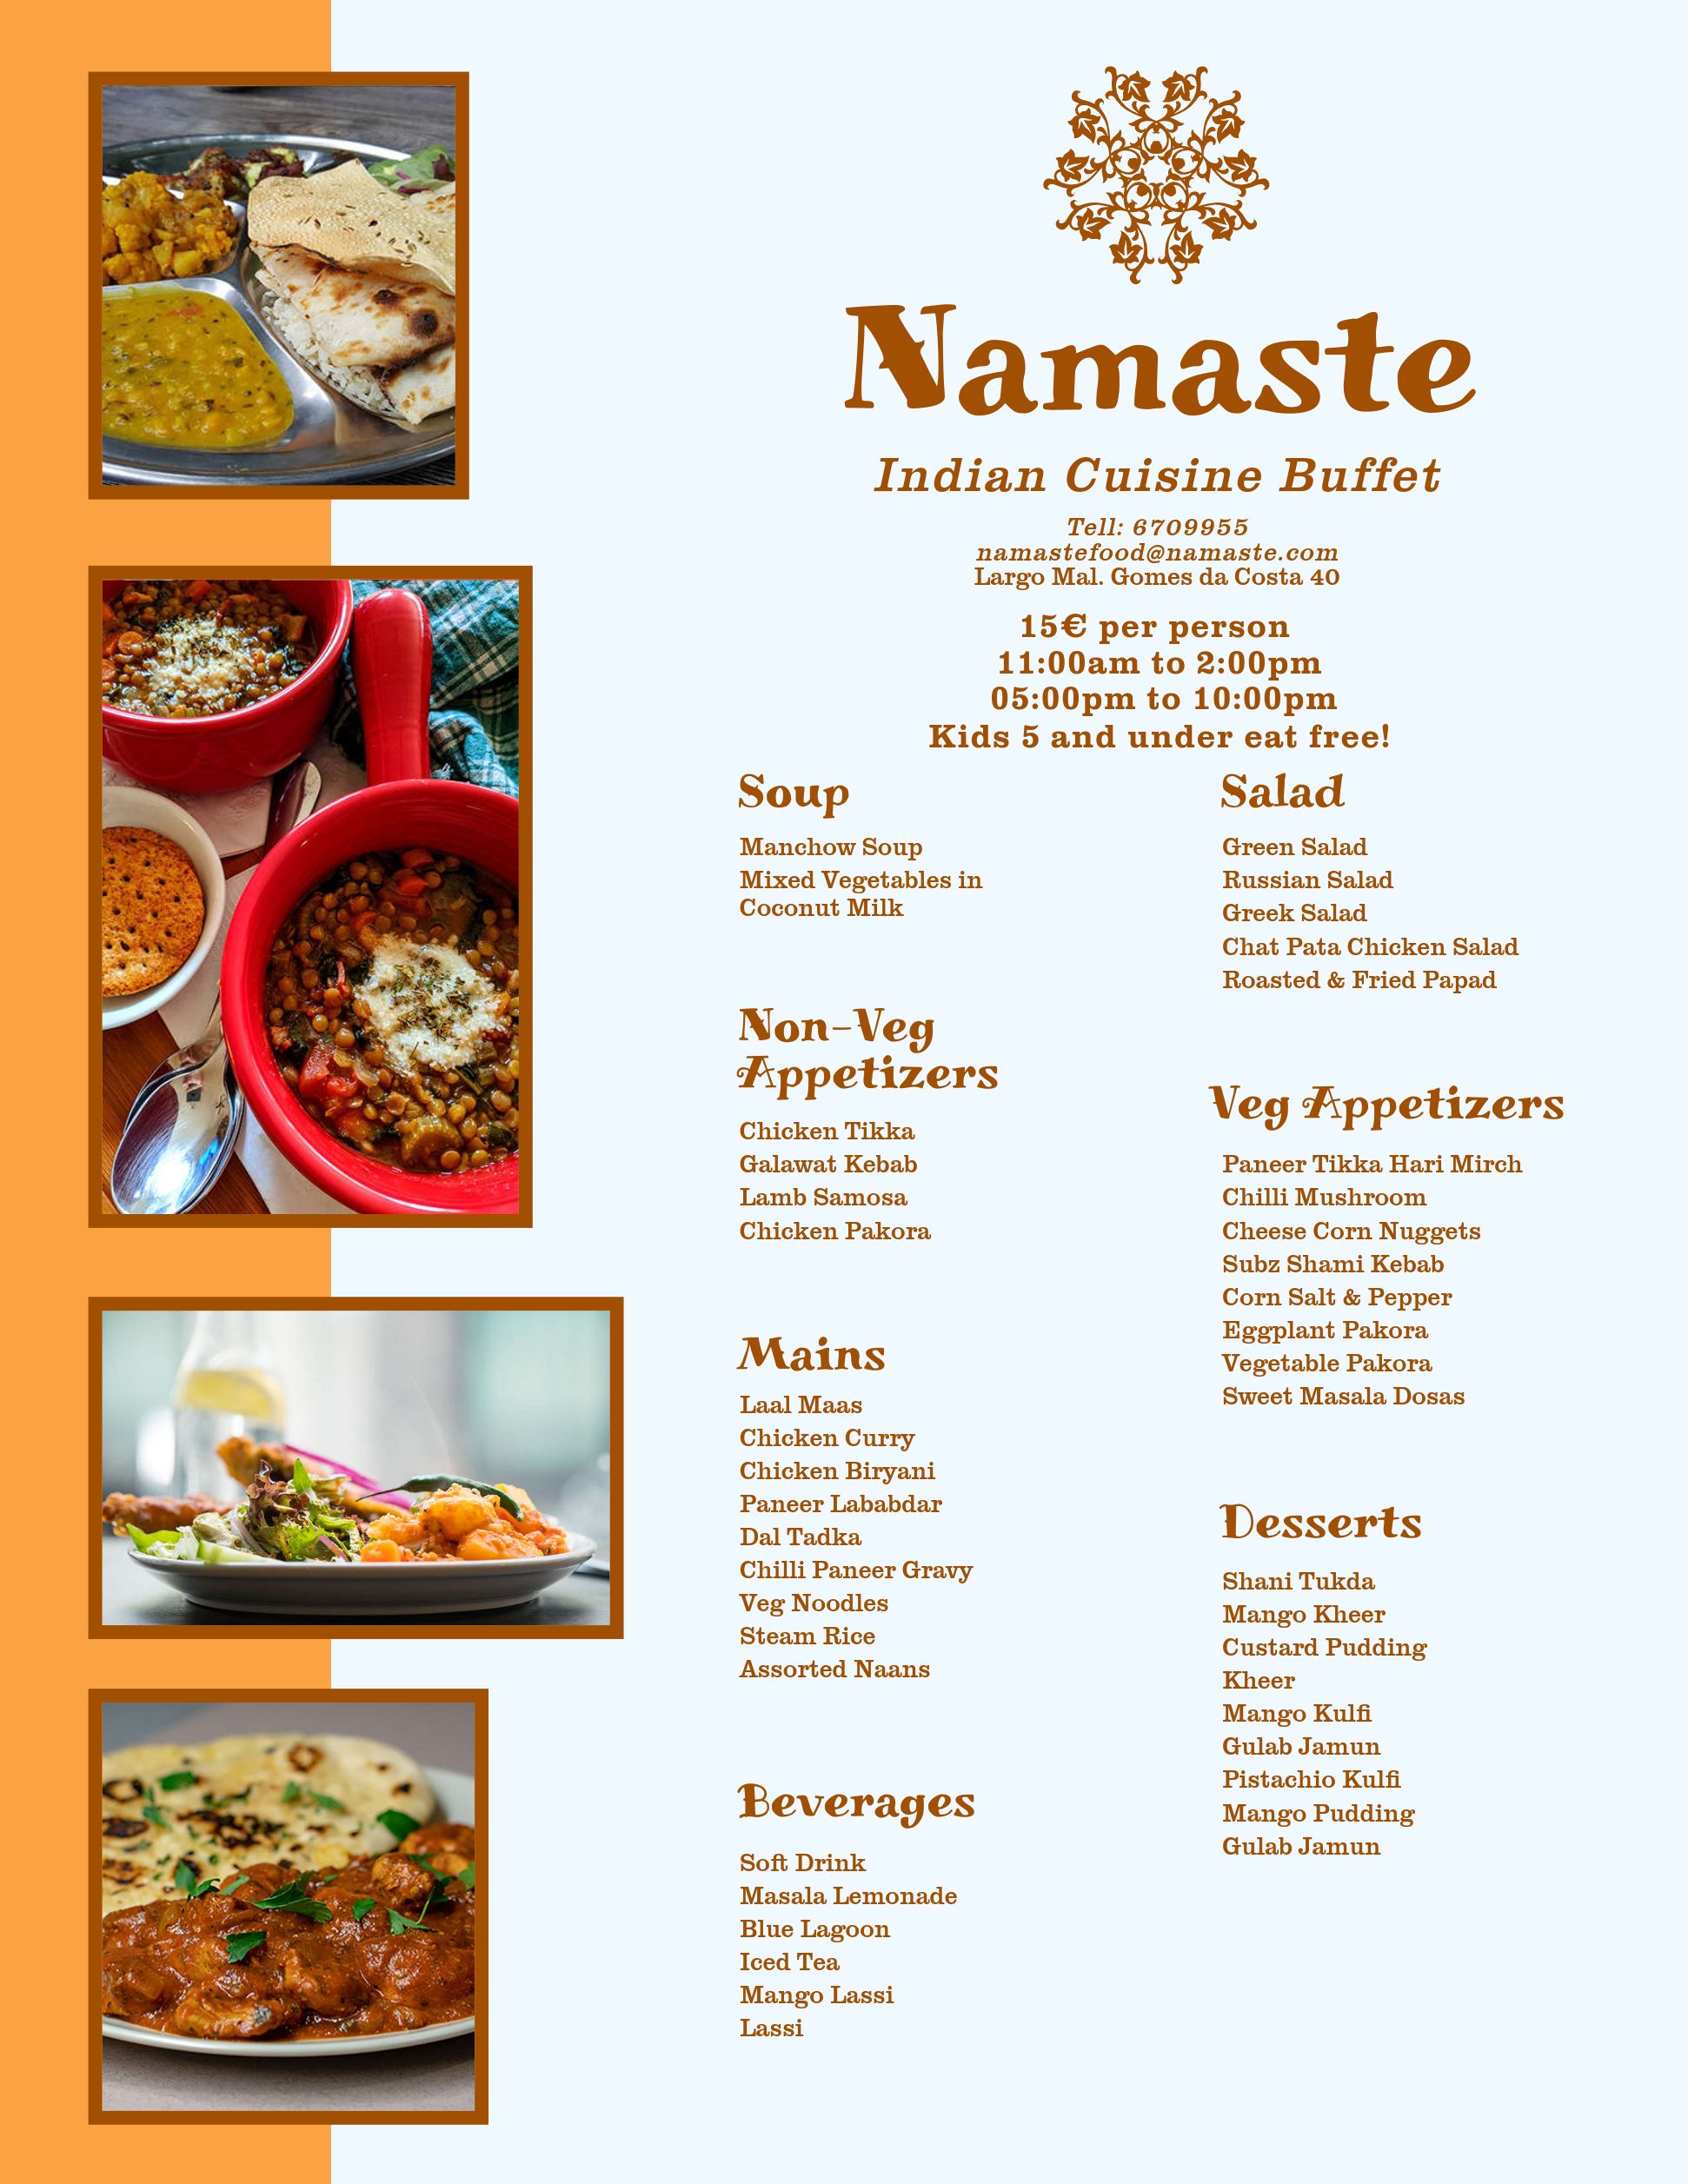 Namaste
Indian Cuisine Buffet
Tell: 6709955
namastefood@namaste.com
Largo Mal. Gomes da Costa 40
15€ per person
11:00am to 2:00pm
05:00pm to 10:00pm
Kids 5 and under eat free!
Soup
Manchow Soup
Mixed Vegetables in
Coconut Milk
Non-Veg
Appetizers
Chicken Tikka
Galawat Kebab
Lamb Samosa
Chicken Pakora
Mains
Laal Maas
Chicken Curry
Chicken Biryani
Paneer Lababdar
Dal Tadka
Chilli Paneer Gravy
Veg Noodles
Steam Rice
Assorted Naans
Beverages
Soft Drink
Masala Lemonade
Blue Lagoon
Iced Tea
Mango Lassi
Lassi
Salad
Green Salad
Russian Salad
Greek Salad
Chat Pata Chicken Salad
Roasted & Fried Papad
Veg Appetizers
Paneer Tikka Hari Mirch
Chilli Mushroom
Cheese Corn Nuggets
Subz Shami Kebab
Corn Salt & Pepper
Eggplant Pakora
Vegetable Pakora
Sweet Masala Dosas
Desserts
Shani Tukda
Mango Kheer
Custard Pudding
Kheer
Mango Kulfi
Gulab Jamun
Pistachio Kulfi
Mango Pudding
Gulab Jamun